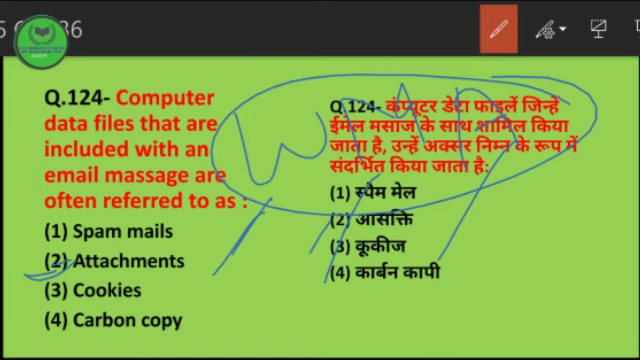 Q.124- Computer
data files that are
included with an
email massage are
often referred to as :
(1) Spam mails
(2) Attachments
(3) Cookies
(4) Carbon copy
Q.124- कंप्यूटर डेटा फाइलें जिन्हें
ईमेल मसाज के साथ शामिल किया
जाता है, उन्हें अक्सर निम्न के रूप में
संदर्भित किया जाता है:
(1) स्पैम मेल
(2) आसक्ति
(3) कूकीज
(4) कार्बन कापी